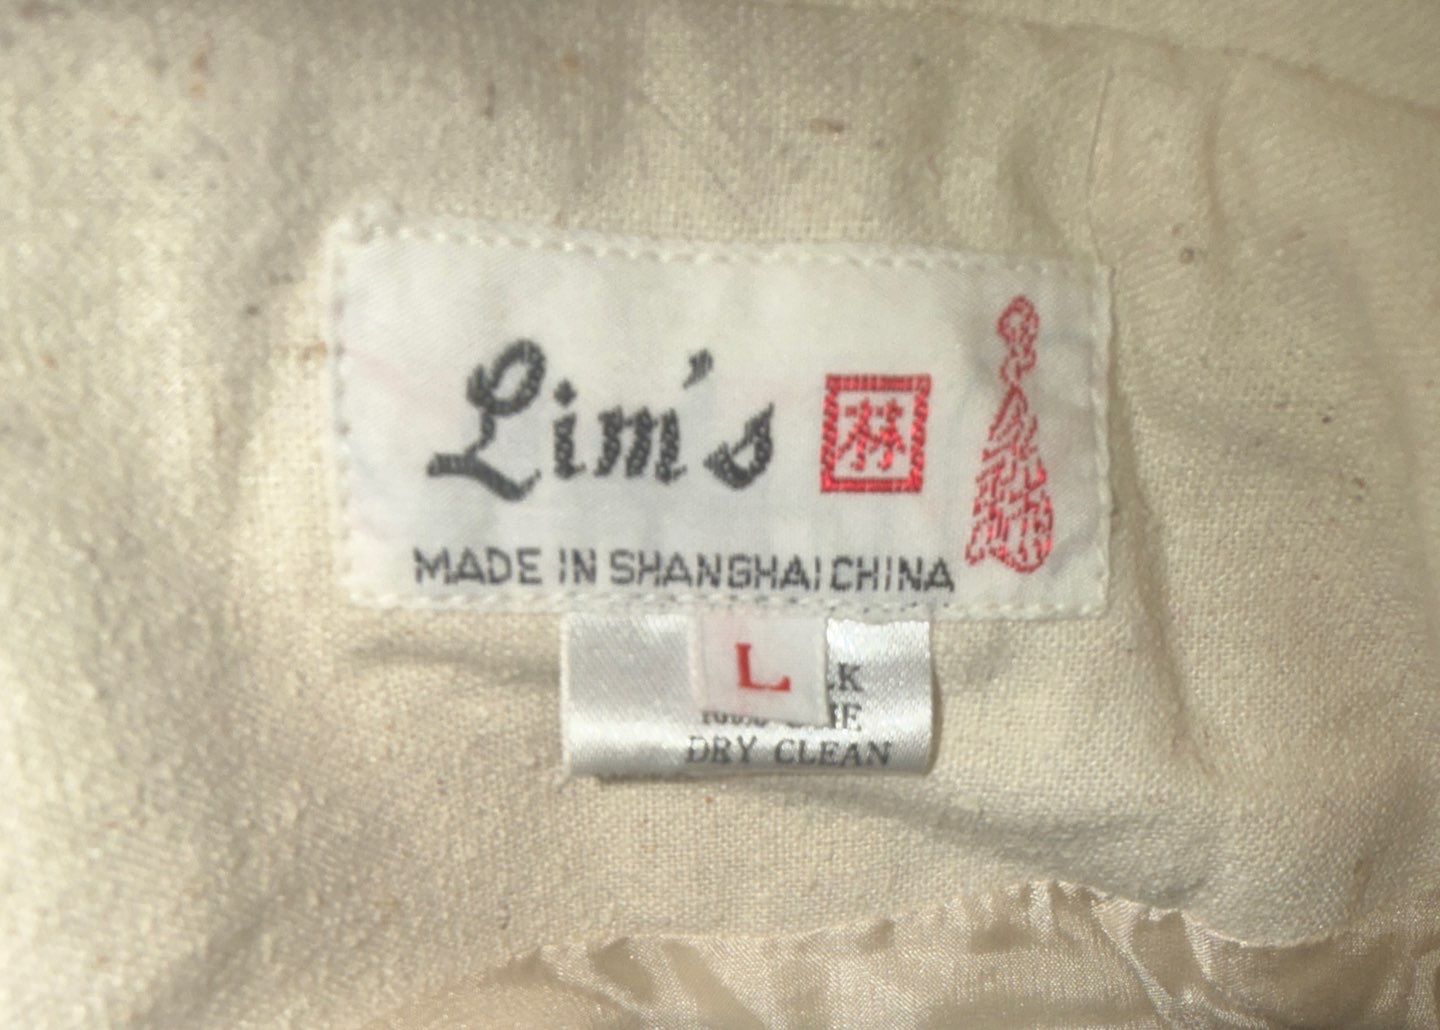 Lim's 林
MADE IN SHANGHAI CHINA
L
DRY CLEAN